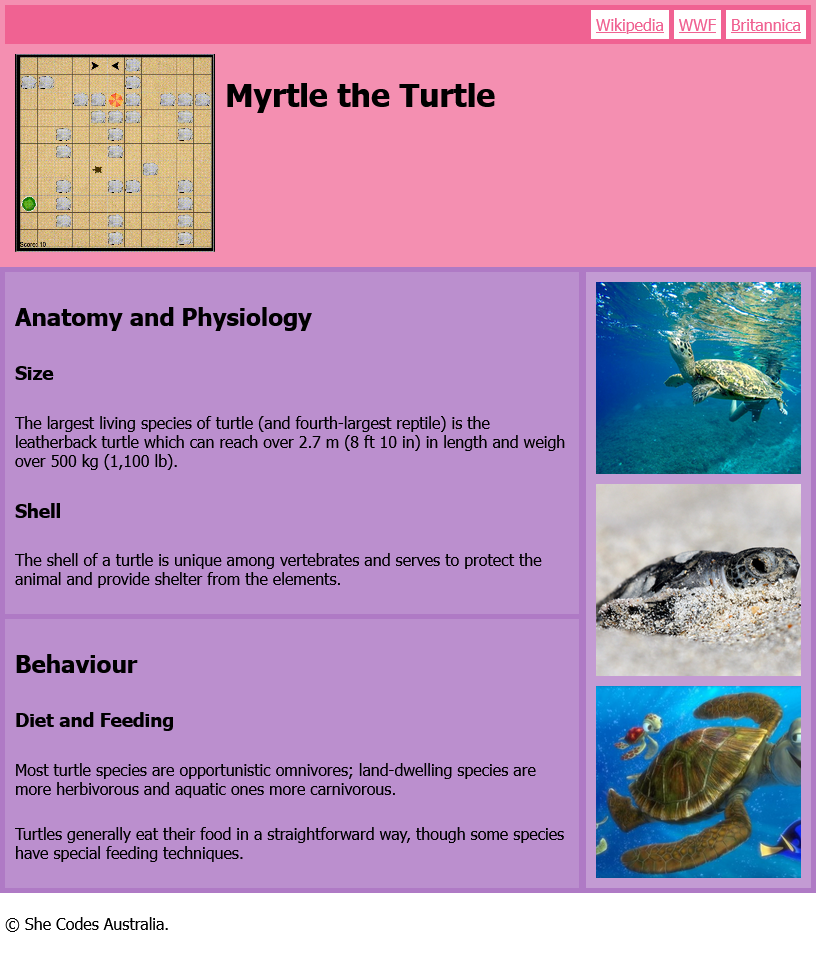 Wikipedia WWF Britannica
Myrtle the Turtle
Score: 10
Anatomy and Physiology
Size
The largest living species of turtle (and fourth-largest reptile) is the
leatherback turtle which can reach over 2.7 m (8 ft 10 in) in length and weigh
over 500 kg (1,100 lb).
Shell
The shell of a turtle is unique among vertebrates and serves to protect the
animal and provide shelter from the elements.
Behaviour
Diet and Feeding
Most turtle species are opportunistic omnivores; land-dwelling species are
more herbivorous and aquatic ones more carnivorous.
Turtles generally eat their food in a straightforward way, though some species
have special feeding techniques.
© She Codes Australia.